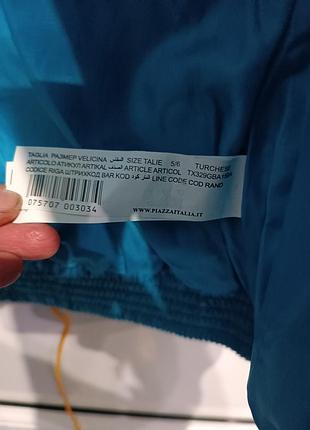 TAGLIA РАЗМЕР VELICINA المقاس SIZE TALIE 5/6 TURCHESE
ARTICOLO АТИКУЛ ARTIKAL الصنف ARTICLE ARTICOL
CODICE RIGA ШТРИХКОД BAR KOD الباركود LINE CODE COD RAND
075707 003034
WWW.PIAZZAITALIA.IT